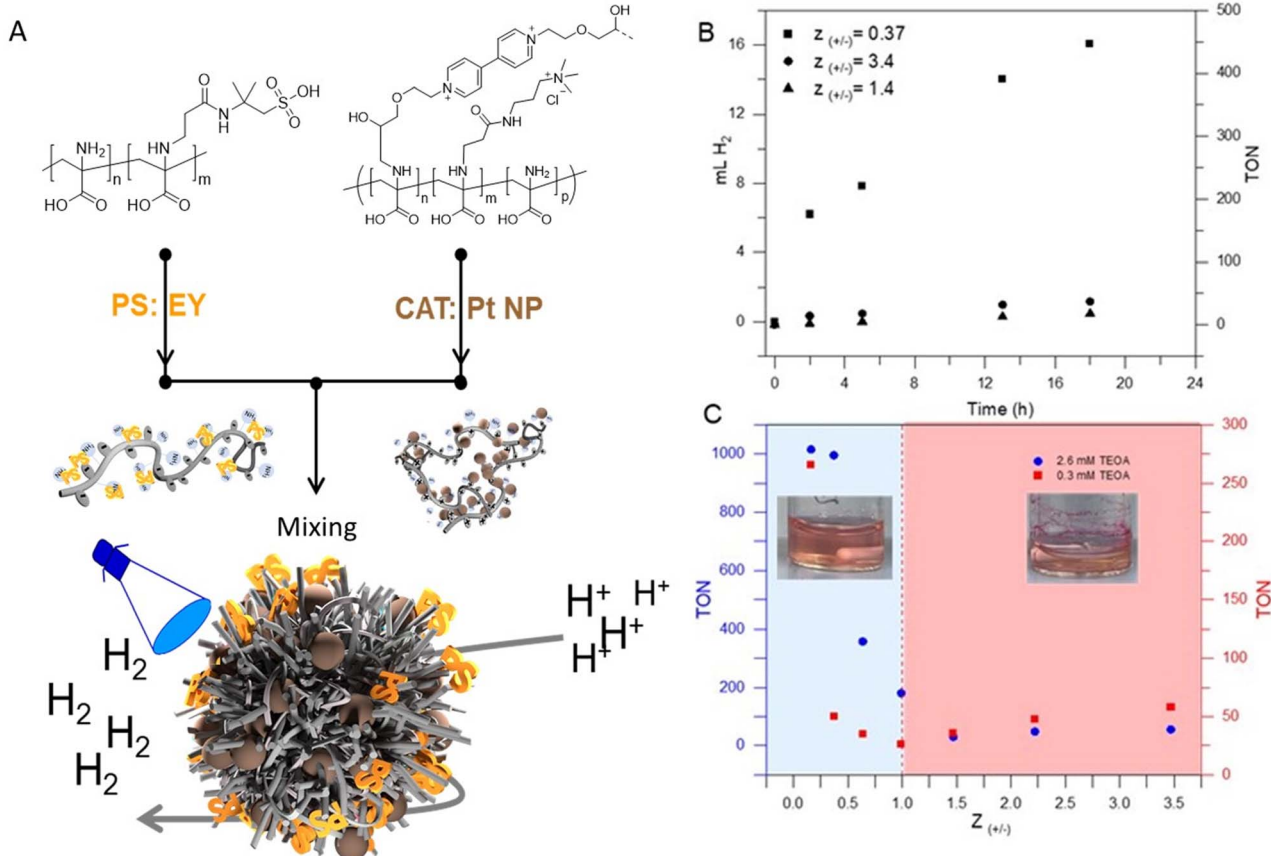 A
O
N
H
S
OH
O
O
NH2
HN
n
m
HO
O
HO
O
OH
N+
O
N+
O
HO
N+
Cl−
O
NH
NH
HN
NH2
n
m
p
HO
O
HO
O
HO
O
PS: EY
CAT: Pt NP
Mixing
H2
H2
H2
H2
H+
H+
H+
H+
B
z (+/-)= 0.37
z (+/-)= 3.4
z (+/-)= 1.4
mL H2
16
12
8
4
0
TON
500
400
300
200
100
0
0 4 8 12 16 20 24
Time (h)
C
2.6 mM TEOA
0.3 mM TEOA
TON
1000
800
600
400
200
0
TON
300
250
200
150
100
50
0
0.0 0.5 1.0 1.5 2.0 2.5 3.0 3.5
Z (+/-)